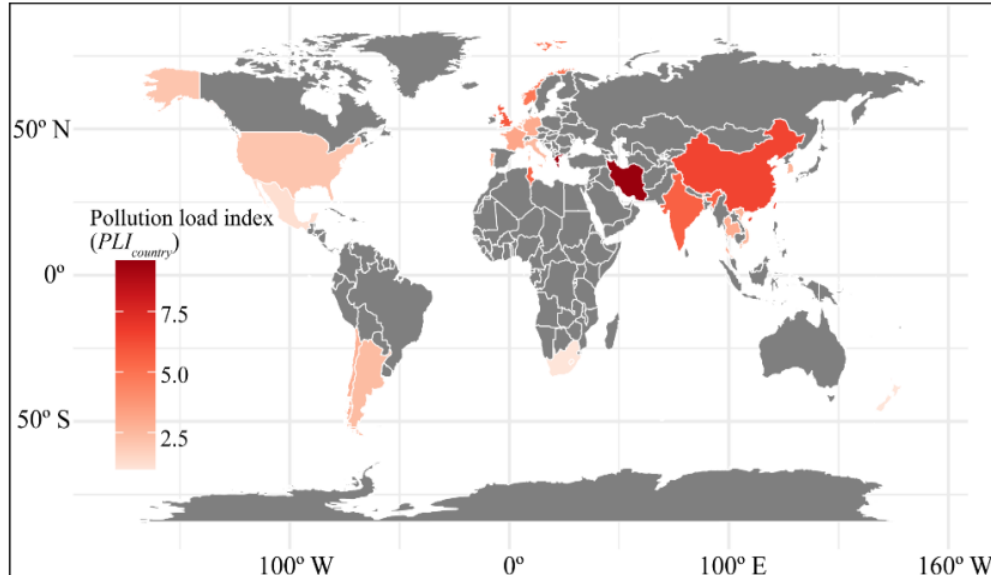 50º N
Pollution load index
(PLI_country)
0º
7.5
5.0
2.5
50º S
100º W
0º
100º E
160º W